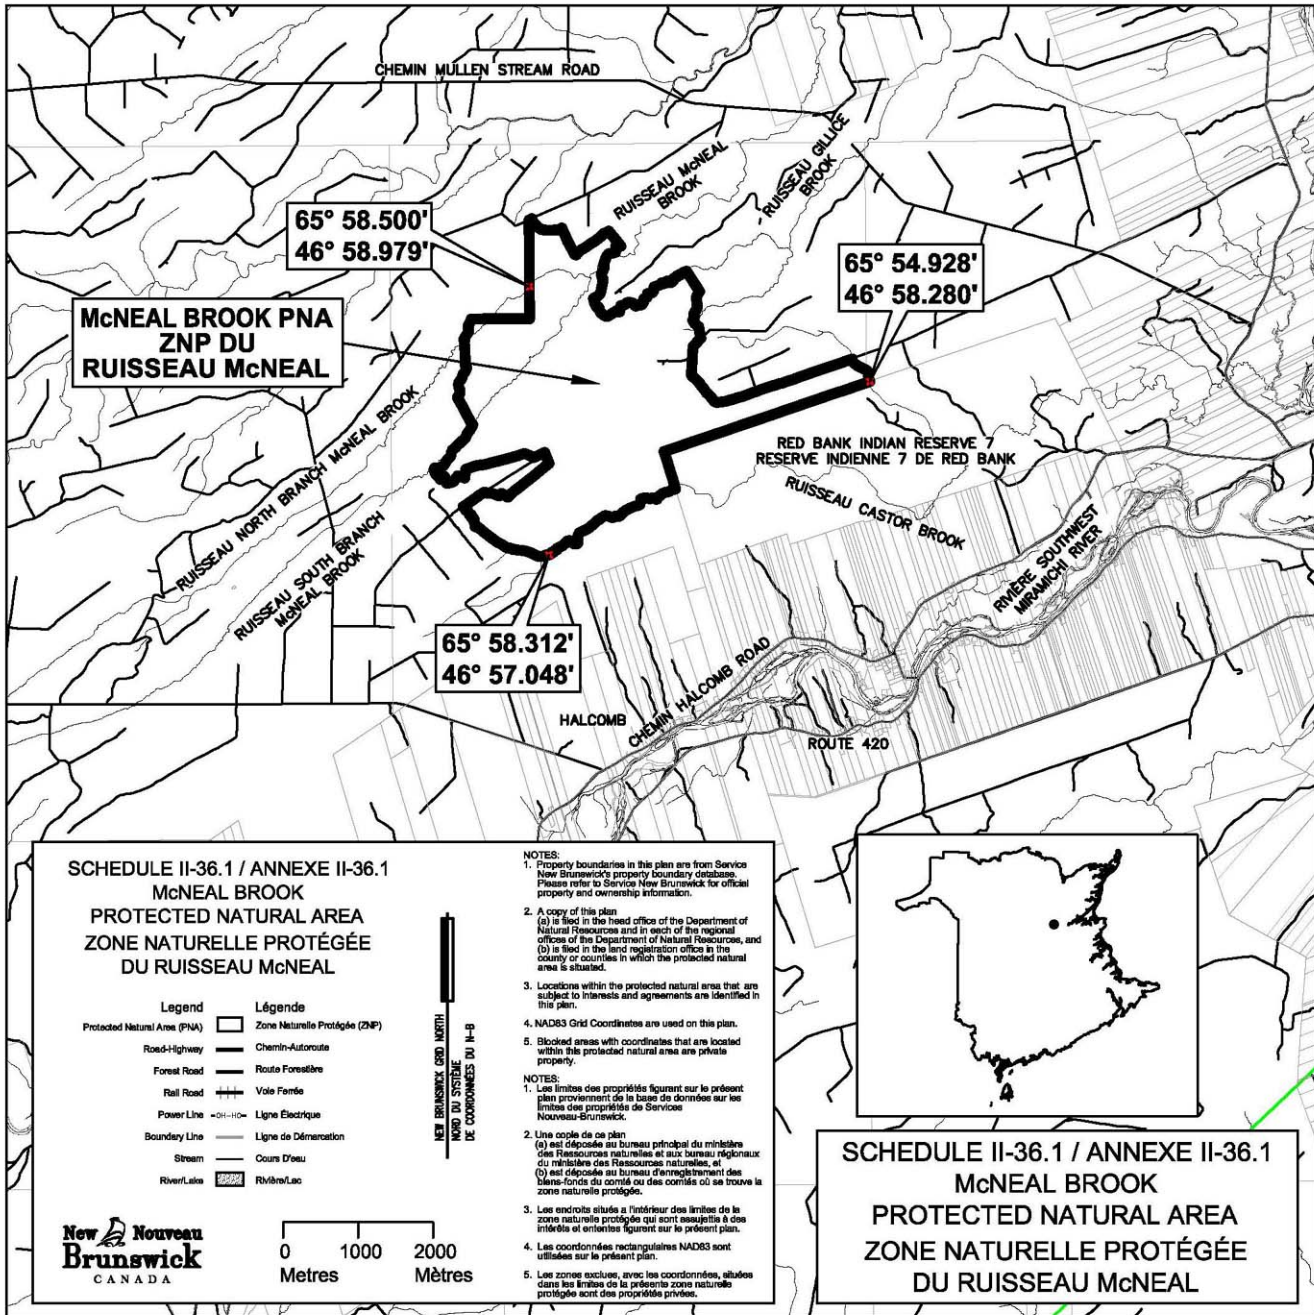 CHEMIN MULLEN STREAM ROAD
RUISSEAU McNEAL
BROOK
RUISSEAU GILLICE
BROOK
65° 58.500'
46° 58.979'
65° 54.928'
46° 58.280'
McNEAL BROOK PNA
ZNP DU
RUISSEAU McNEAL
RED BANK INDIAN RESERVE 7
RESERVE INDIENNE 7 DE RED BANK
RUISSEAU CASTOR BROOK
RUISSEAU NORTH BRANCH McNEAL BROOK
RUISSEAU SOUTH BRANCH
McNEAL BROOK
RIVIÈRE SOUTHWEST
MIRAMICHI RIVER
65° 58.312'
46° 57.048'
HALCOMB
CHEMIN HALCOMB ROAD
ROUTE 420
SCHEDULE II-36.1 / ANNEXE II-36.1
McNEAL BROOK
PROTECTED NATURAL AREA
ZONE NATURELLE PROTÉGÉE
DU RUISSEAU McNEAL
Legend Légende
Protected Natural Area (PNA) Zone Naturelle Protégée (ZNP)
Road-Highway Chemin-Autoroute
Forest Road Route Forestière
Rail Road Voie Ferrée
Power Line -OH-HO- Ligne Électrique
Boundary Line Ligne de Démarcation
Stream Cours D'eau
River/Lake Rivière/Lac
NEW BRUNSWICK GRID NORTH
NORD DU SYSTÈME
DE COORDONNÉES DU N-B
New Nouveau
Brunswick
CANADA
0 1000 2000
Metres Mètres
NOTES:
1. Property boundaries in this plan are from Service
New Brunswick's property boundary database.
Please refer to Service New Brunswick for official
property and ownership information.
2. A copy of this plan
(a) is filed in the head office of the Department of
Natural Resources and in each of the regional
offices of the Department of Natural Resources, and
(b) is filed in the land registration office in the
county or counties in which the protected natural
area is situated.
3. Locations within the protected natural area that are
subject to interests and agreements are identified in
this plan.
4. NAD83 Grid Coordinates are used on this plan.
5. Blocked areas with coordinates that are located
within this protected natural area are private
property.
NOTES:
1. Les limites des propriétés figurant sur le présent
plan proviennent de la base de données sur les
limites des propriétés de Services
Nouveau-Brunswick.
2. Une copie de ce plan
(a) est déposée au bureau principal du ministère
des Ressources naturelles et aux bureau régionaux
du ministère des Ressources naturelles, et
(b) est déposée au bureau d'enregistrement des
biens-fonds du comté ou des comtés où se trouve la
zone naturelle protégée.
3. Les endroits situés a l'intérieur des limites de la
zone naturelle protégée qui sont assujettis à des
intérêts et ententes figurent sur le présent plan.
4. Les coordonnées rectangulaires NAD83 sont
utilisées sur le présent plan.
5. Les zones exclues, avec les coordonnées, situées
dans les limites de la présente zone naturelle
protégée sont des propriétés privées.
SCHEDULE II-36.1 / ANNEXE II-36.1
McNEAL BROOK
PROTECTED NATURAL AREA
ZONE NATURELLE PROTÉGÉE
DU RUISSEAU McNEAL